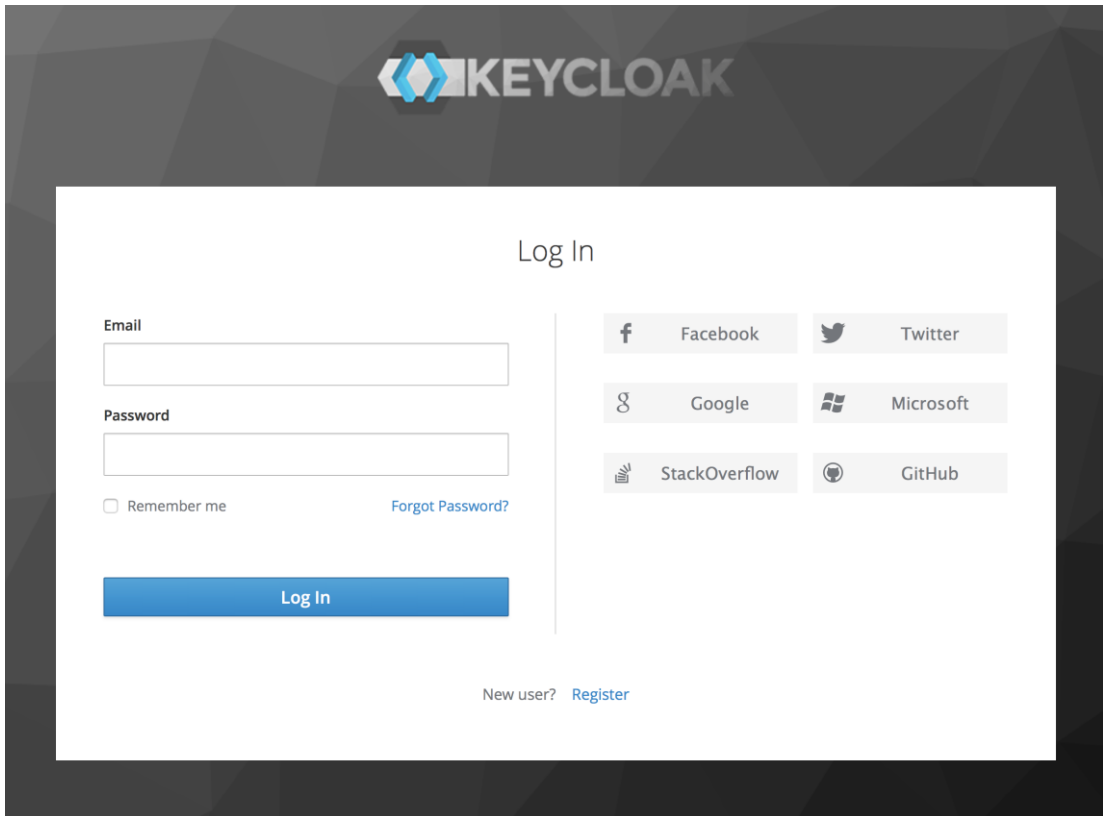 KEYCLOAK
Log In
Email
Password
Remember me
Forgot Password?
Log In
Facebook
Twitter
Google
Microsoft
StackOverflow
GitHub
New user? Register